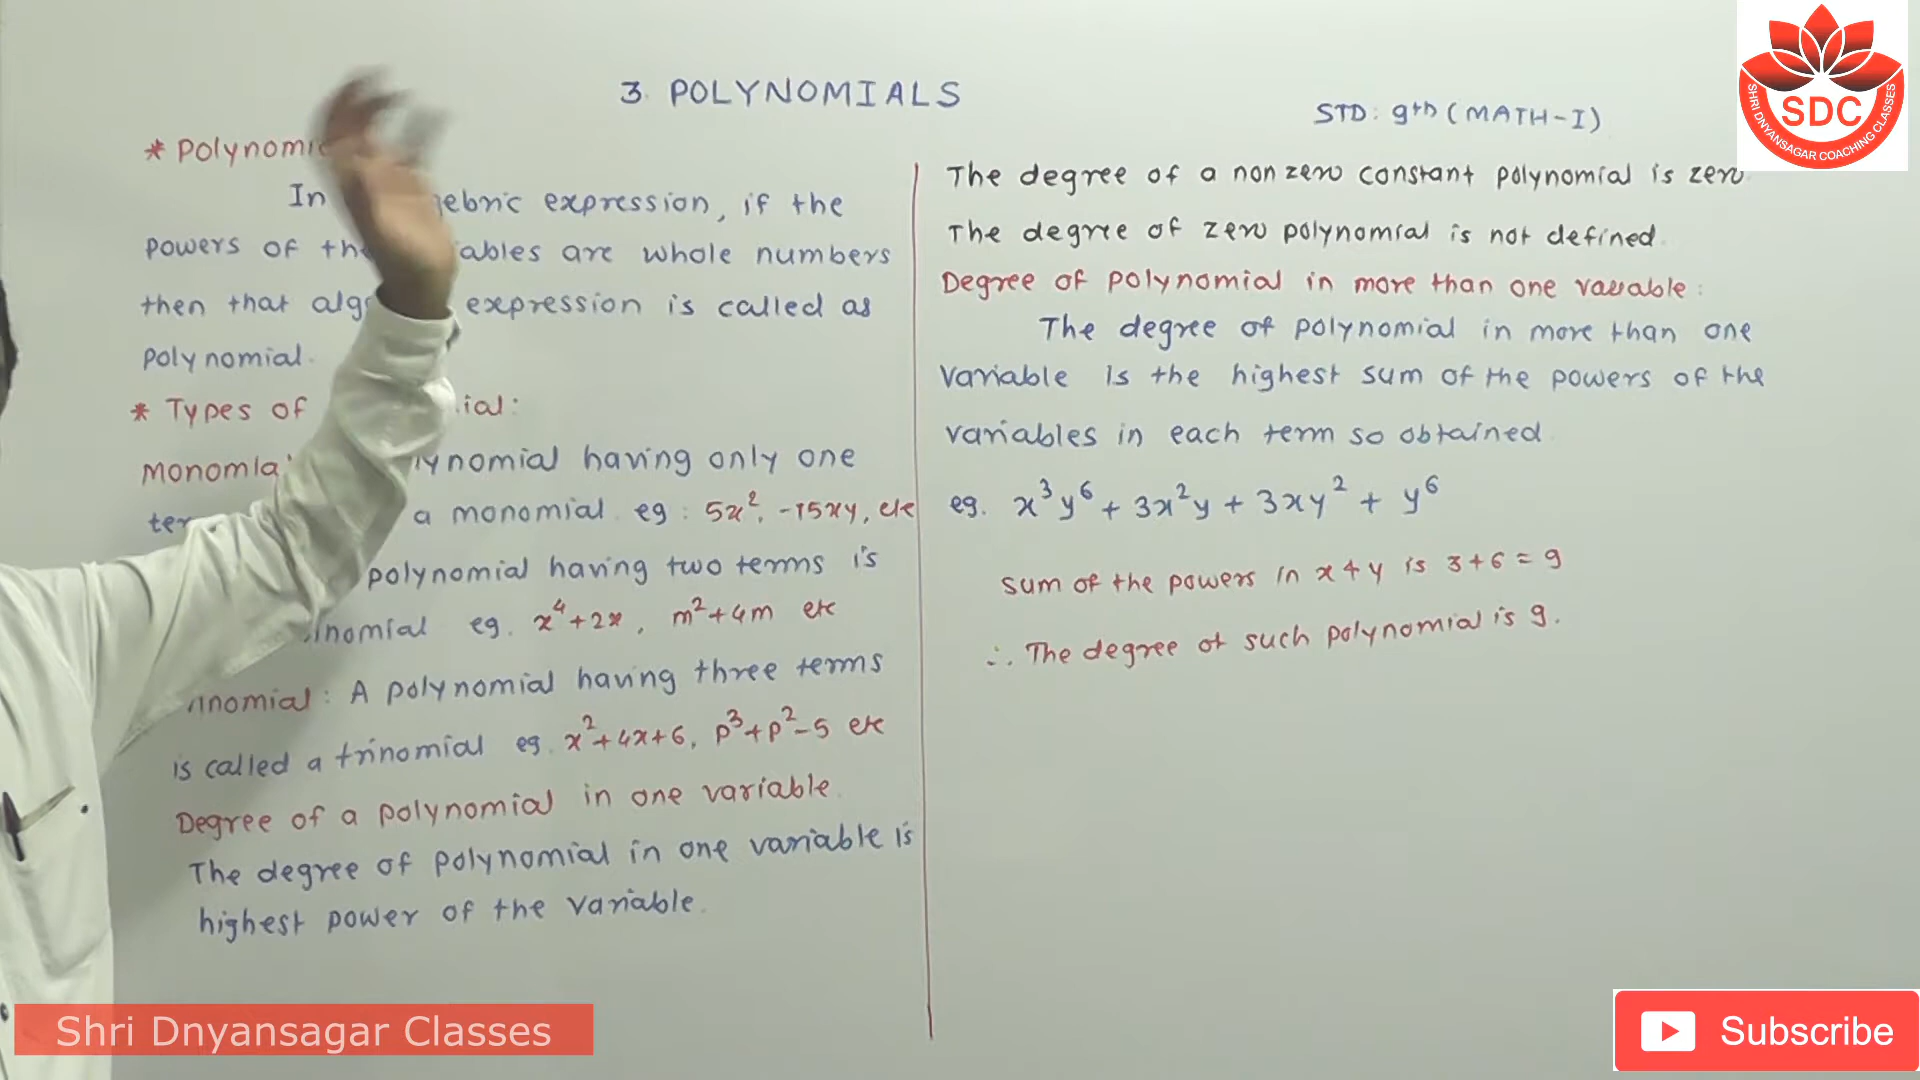 3. POLYNOMIALS
STD: 9th (MATH-I)
SDC
SHRI DNYANSAGAR COACHING CLASSES
* Polynomi
In gebric expression, if the
powers of the ables are whole numbers
then that alg expression is called as
polynomial.
* Types of ial:
Monomia lynomial having only one
ter a monomial. eg: 5x², -15xy, etc
polynomial having two terms is
inomial eg. x⁴+2x, m²+4m etc
inomial: A polynomial having three terms
is called a trinomial eg. x²+4x+6, p³+p²-5 etc
Degree of a polynomial in one variable.
The degree of polynomial in one variable is
highest power of the variable.
The degree of a non zero constant polynomial is zero
The degree of zero polynomial is not defined.
Degree of polynomial in more than one variable:
The degree of polynomial in more than one
variable is the highest sum of the powers of the
variables in each term so obtained.
eg. x³y⁶ + 3x²y + 3xy² + y⁶
sum of the powers in x & y is 3+6 = 9
∴ The degree of such polynomial is 9.
Shri Dnyansagar Classes
Subscribe